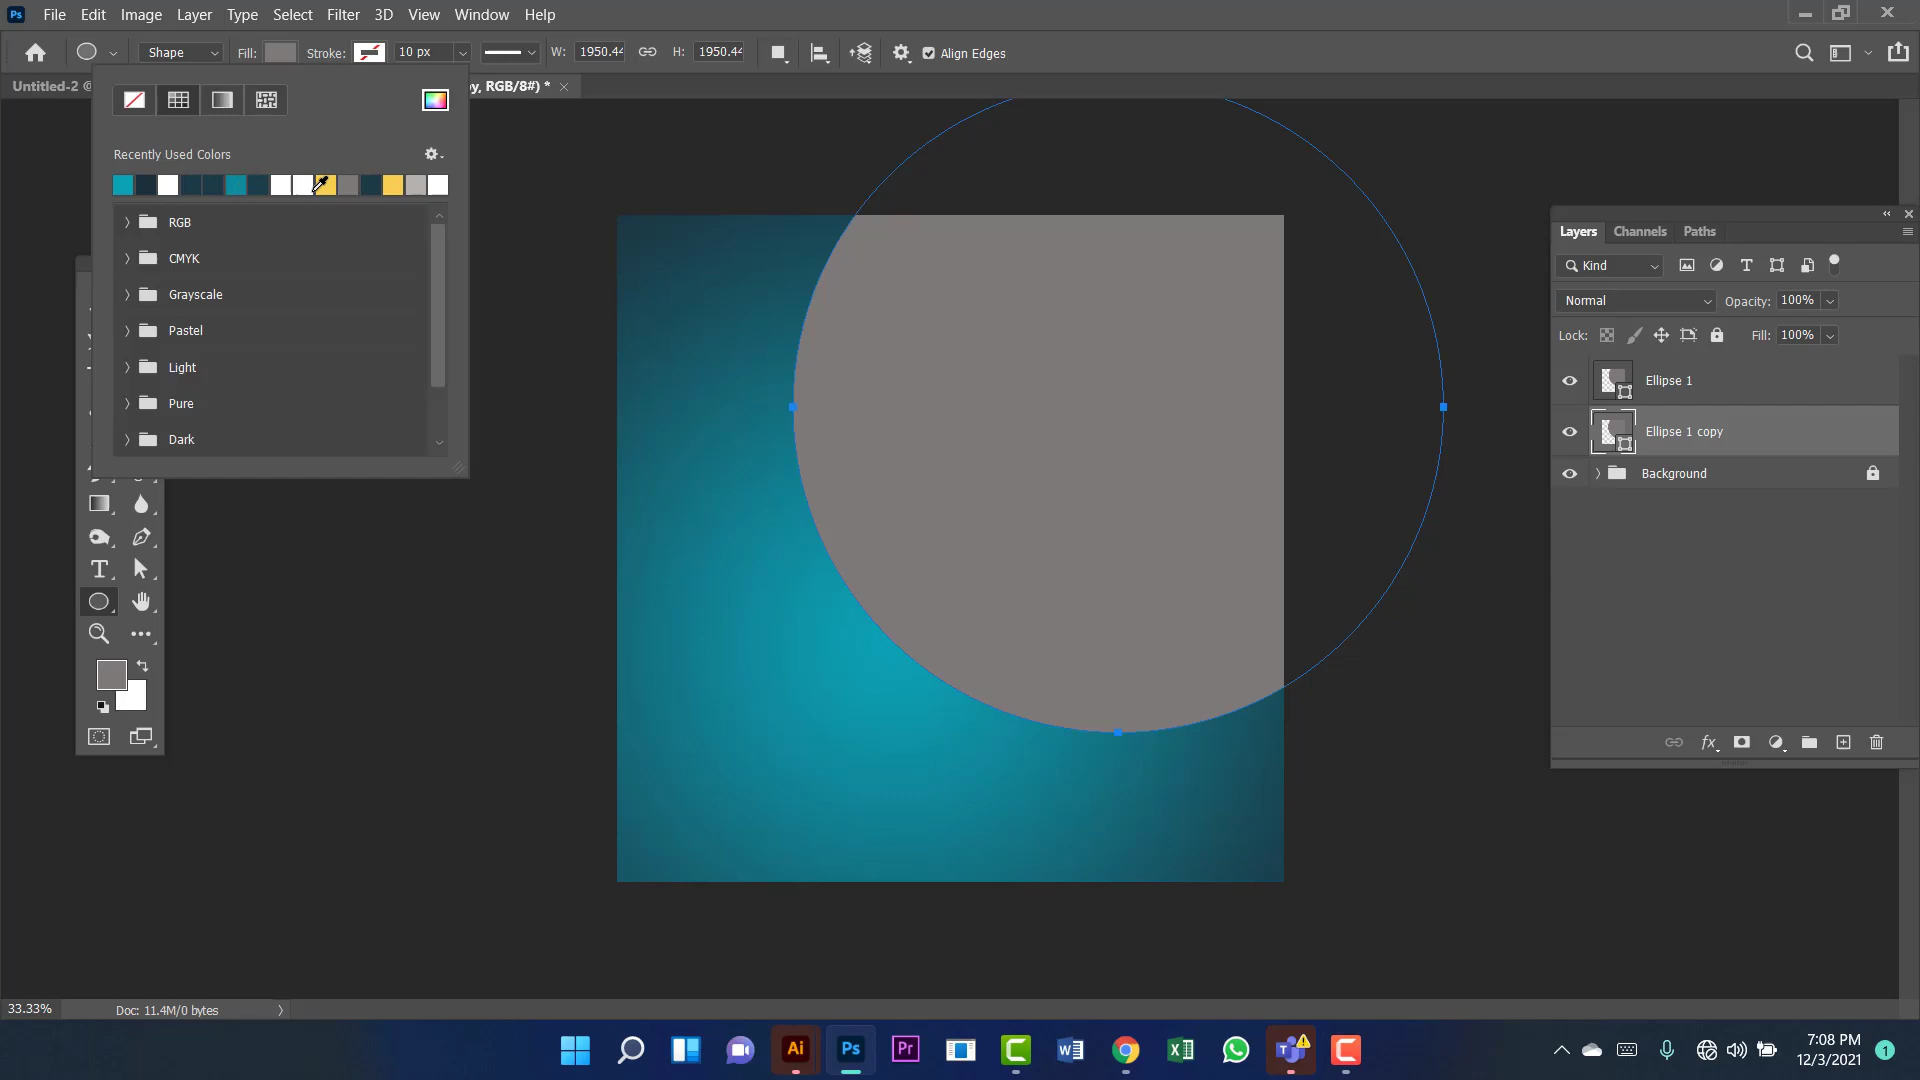 Ps File Edit Image Layer Type Select Filter 3D View Window Help
Shape Fill: Stroke: 10 px W: 1950.44 H: 1950.44 Align Edges
Untitled-2 @ y, RGB/8#) *
Recently Used Colors
RGB
CMYK
Grayscale
Pastel
Light
Pure
Dark
T
Layers Channels Paths
Kind T
Normal Opacity: 100%
Lock: Fill: 100%
Ellipse 1
Ellipse 1 copy
Background
fx
33.33% Doc: 11.4M/0 bytes
Ai Ps Pr
7:08 PM
12/3/2021 1